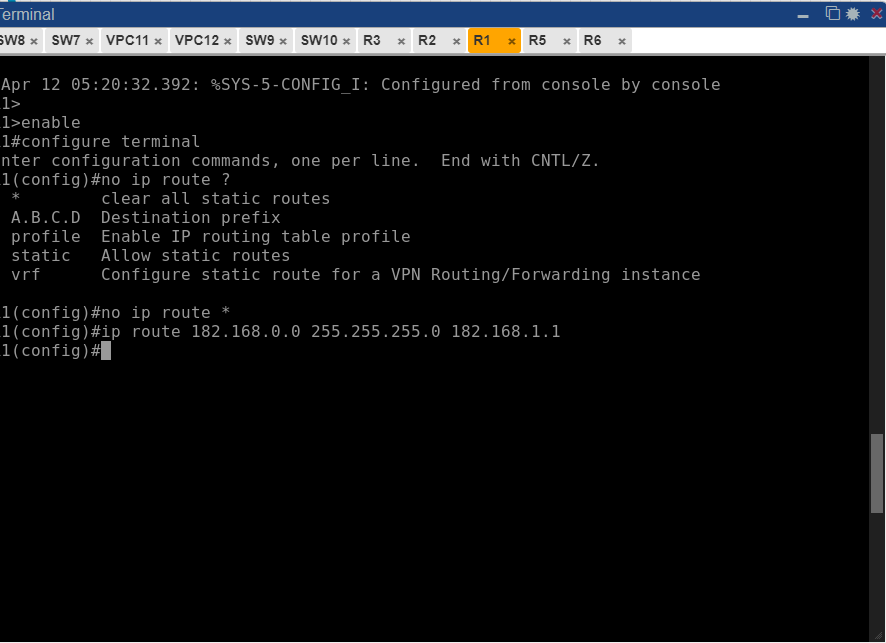 Terminal
SW8 × SW7 × VPC11 × VPC12 × SW9 × SW10 × R3 × R2 × R1 × R5 × R6 ×
Apr 12 05:20:32.392: %SYS-5-CONFIG_I: Configured from console by console
1>
1>enable
1#configure terminal
nter configuration commands, one per line.  End with CNTL/Z.
1(config)#no ip route ?
*        clear all static routes
A.B.C.D  Destination prefix
profile  Enable IP routing table profile
static   Allow static routes
vrf      Configure static route for a VPN Routing/Forwarding instance
1(config)#no ip route *
1(config)#ip route 182.168.0.0 255.255.255.0 182.168.1.1
1(config)#